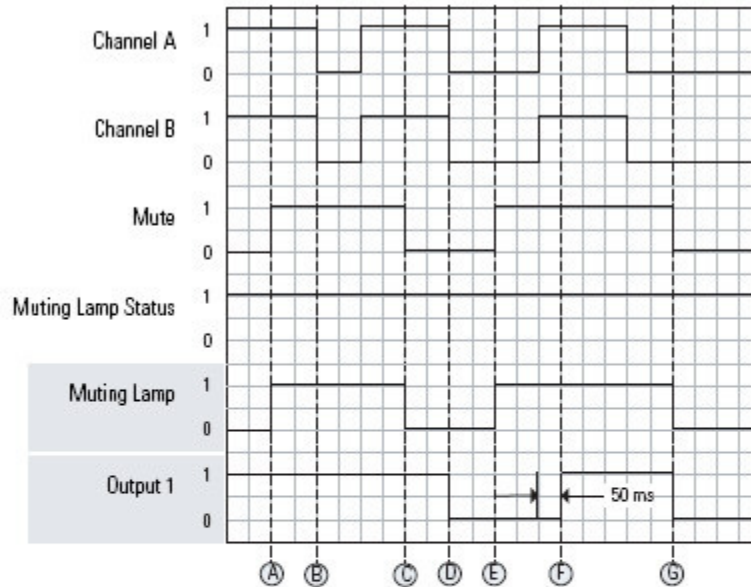 Channel A 1
0
Channel B 1
0
Mute 1
0
Muting Lamp Status 1
0
Muting Lamp 1
0
Output 1 1
50 ms
0
A B C D E F G